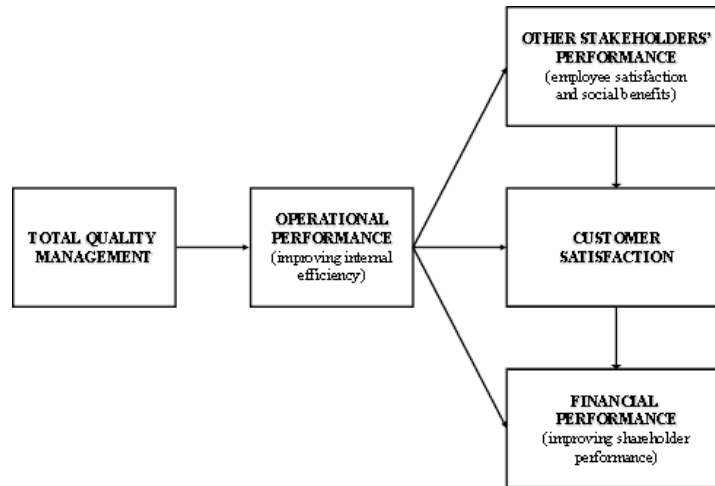 OTHER STAKEHOLDERS'
PERFORMANCE
(employee satisfaction
and social benefits)
TOTAL QUALITY
MANAGEMENT
OPERATIONAL
PERFORMANCE
(improving internal
efficiency)
CUSTOMER
SATISFACTION
FINANCIAL
PERFORMANCE
(improving shareholder
performance)